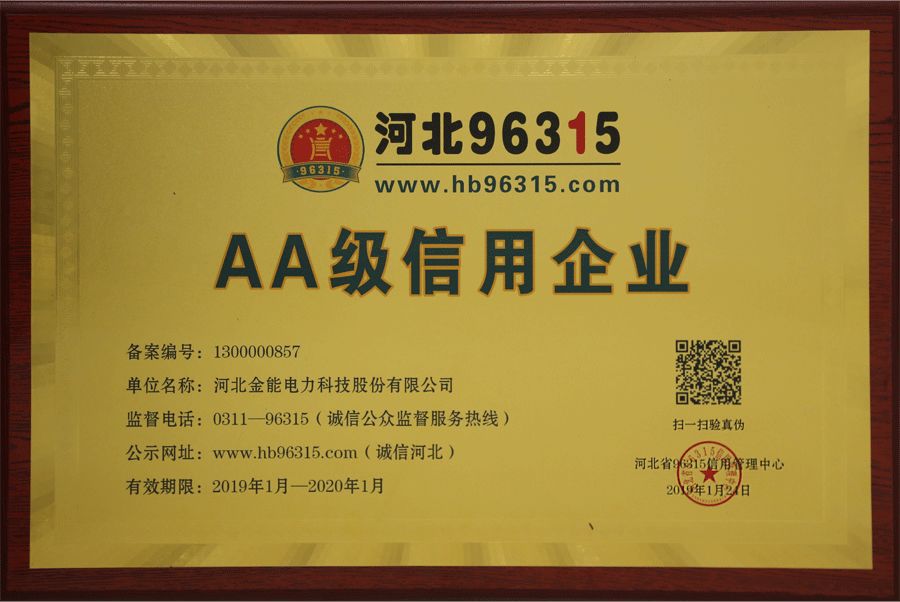 河北96315
www.hb96315.com
96315
AA级信用企业
备案编号：1300000857
单位名称：河北金能电力科技股份有限公司
监督电话：0311—96315（诚信公众监督服务热线）
公示网址：www.hb96315.com（诚信河北）
有效期限：2019年1月—2020年1月
扫一扫验真伪
河北省96315信用管理中心
2019年1月24日